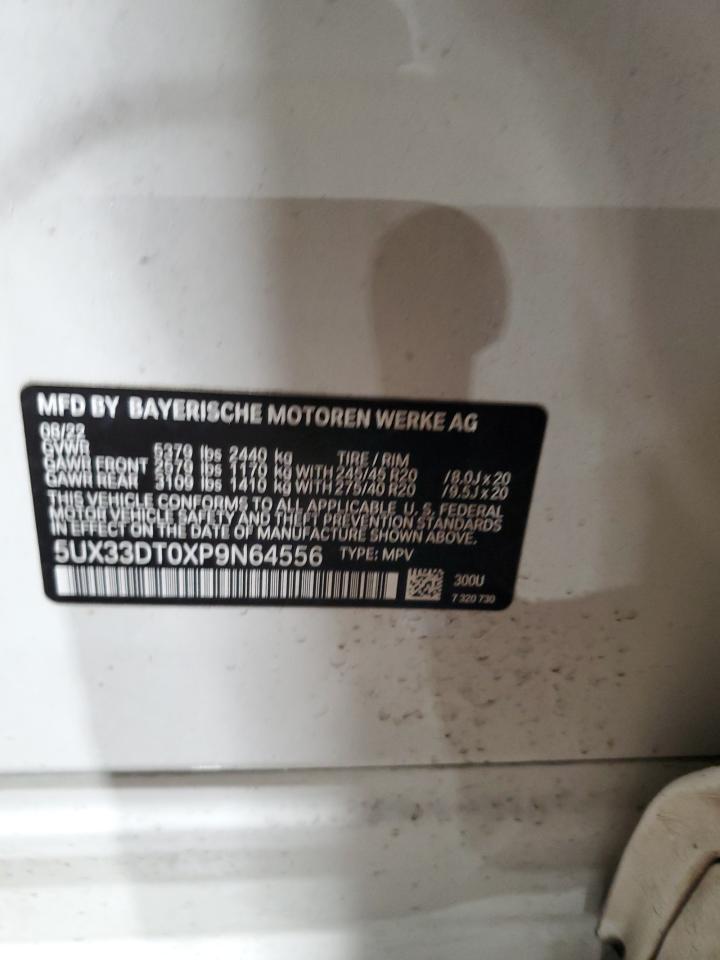 MFD BY BAYERISCHE MOTOREN WERKE AG
08/22
GVWR 5379 lbs 2440 kg TIRE / RIM
GAWR FRONT 2579 lbs 1170 kg WITH 245/45 R20 /8.0J x 20
GAWR REAR 3109 lbs 1410 kg WITH 275/40 R20 /9.5J x 20
THIS VEHICLE CONFORMS TO ALL APPLICABLE U. S. FEDERAL
MOTOR VEHICLE SAFETY AND THEFT PREVENTION STANDARDS
IN EFFECT ON THE DATE OF MANUFACTURE SHOWN ABOVE.
5UX33DT0XP9N64556 TYPE: MPV
300U
7 320 730